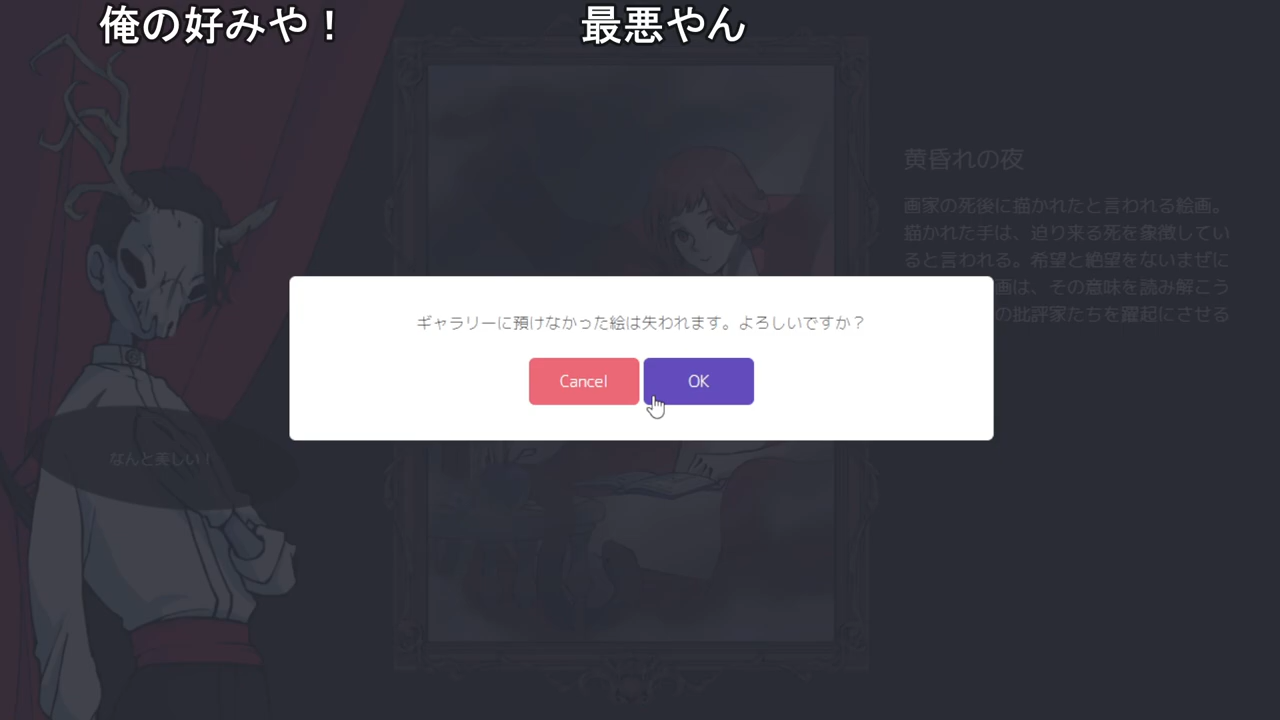 俺の好みや！
最悪やん
黄昏れの夜
画家の死後に描かれたと言われる絵画。
描かれた手は、迫り来る死を象徴してい
ると言われる。希望と絶望をないまぜに
画は、その意味を読み解こう
の批評家たちを躍起にさせる
ギャラリーに預けなかった絵は失われます。よろしいですか？
Cancel
OK
なんと美しい！